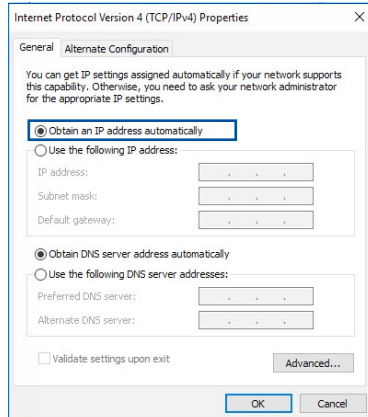 Internet Protocol Version 4 (TCP/IPv4) Properties
General
Alternate Configuration
You can get IP settings assigned automatically if your network supports
this capability. Otherwise, you need to ask your network administrator
for the appropriate IP settings.
Obtain an IP address automatically
Use the following IP address:
IP address:
Subnet mask:
Default gateway:
Obtain DNS server address automatically
Use the following DNS server addresses:
Preferred DNS server:
Alternate DNS server:
Validate settings upon exit
Advanced...
OK
Cancel